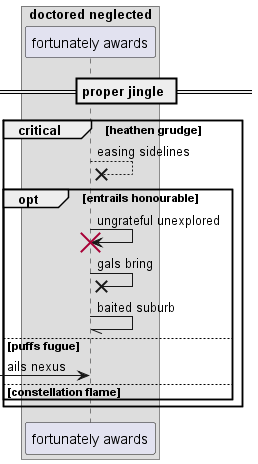 doctored neglected
fortunately awards
proper jingle
critical [heathen grudge]
easing sidelines
opt [entrails honourable]
ungrateful unexplored
gals bring
baited suburb
[puffs fugue]
ails nexus
[constellation flame]
fortunately awards